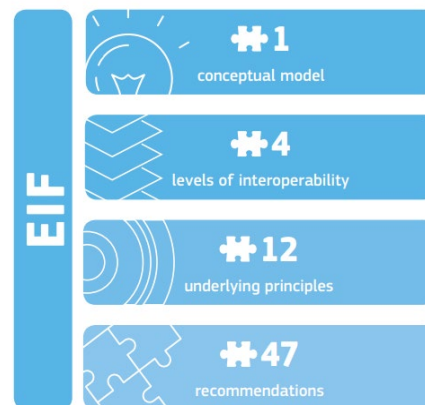 EIF
1
conceptual model
4
levels of interoperability
12
underlying principles
47
recommendations